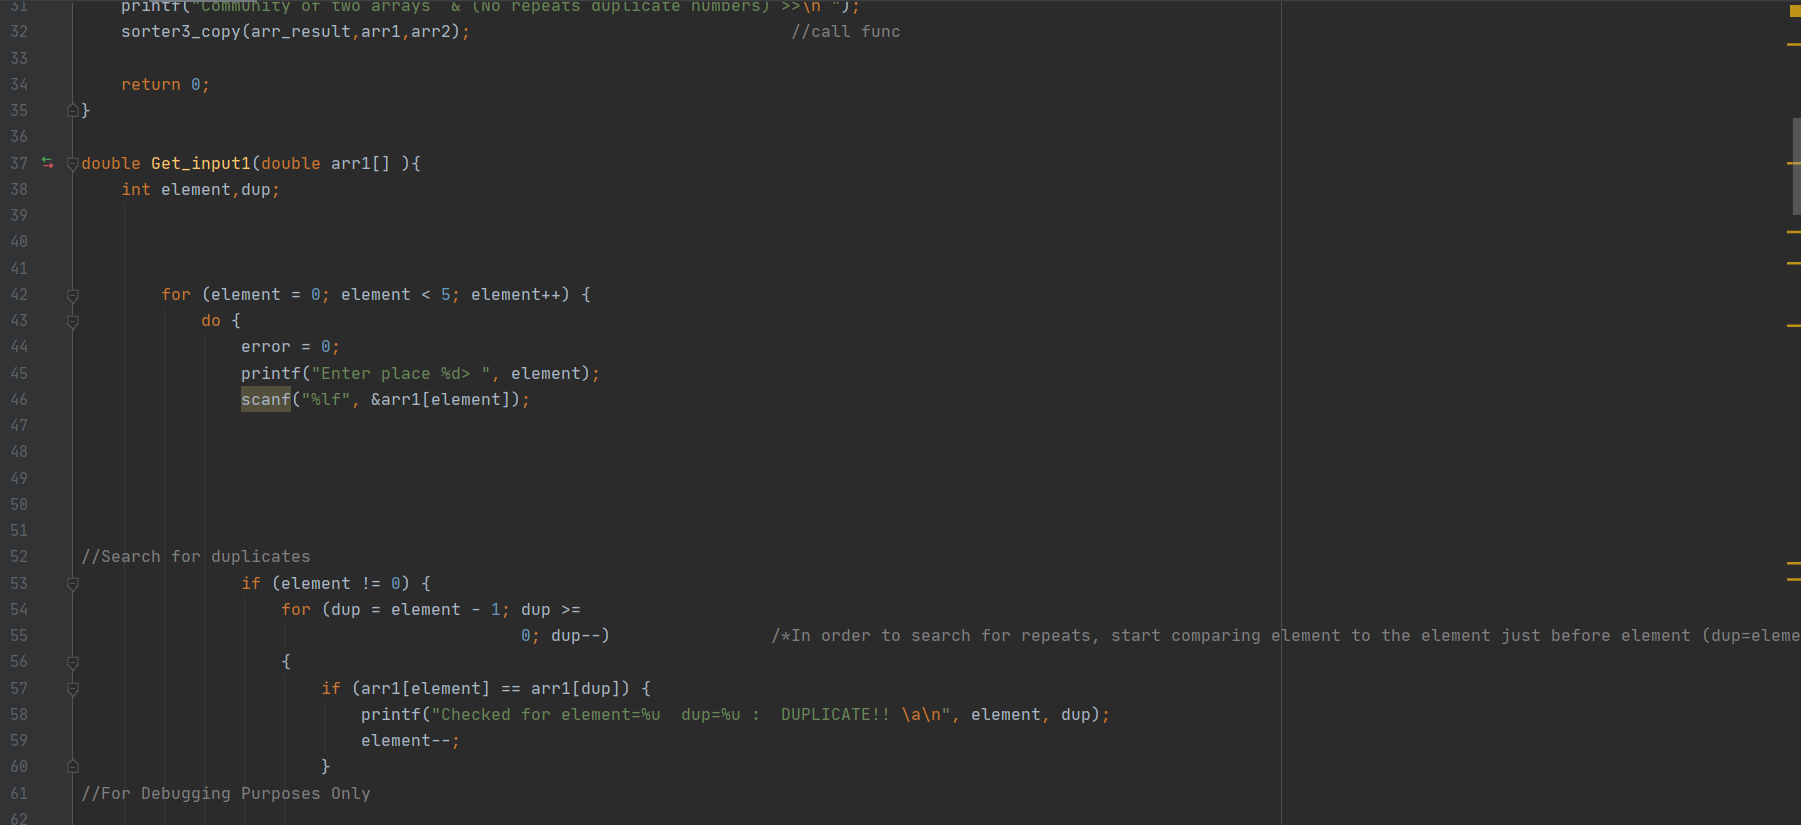 31 printf("Community of two arrays & (No repeats duplicate numbers) >>\n ");
32 sorter3_copy(arr_result,arr1,arr2); //call func
33
34 return 0;
35 }
36
37 double Get_input1(double arr1[] ){
38 int element,dup;
39
40
41
42 for (element = 0; element < 5; element++) {
43 do {
44 error = 0;
45 printf("Enter place %d> ", element);
46 scanf("%lf", &arr1[element]);
47
48
49
50
51
52 //Search for duplicates
53 if (element != 0) {
54 for (dup = element - 1; dup >=
55 0; dup--) /*In order to search for repeats, start comparing element to the element just before element (dup=eleme
56 {
57 if (arr1[element] == arr1[dup]) {
58 printf("Checked for element=%u dup=%u : DUPLICATE!! \a\n", element, dup);
59 element--;
60 }
61 //For Debugging Purposes Only
62